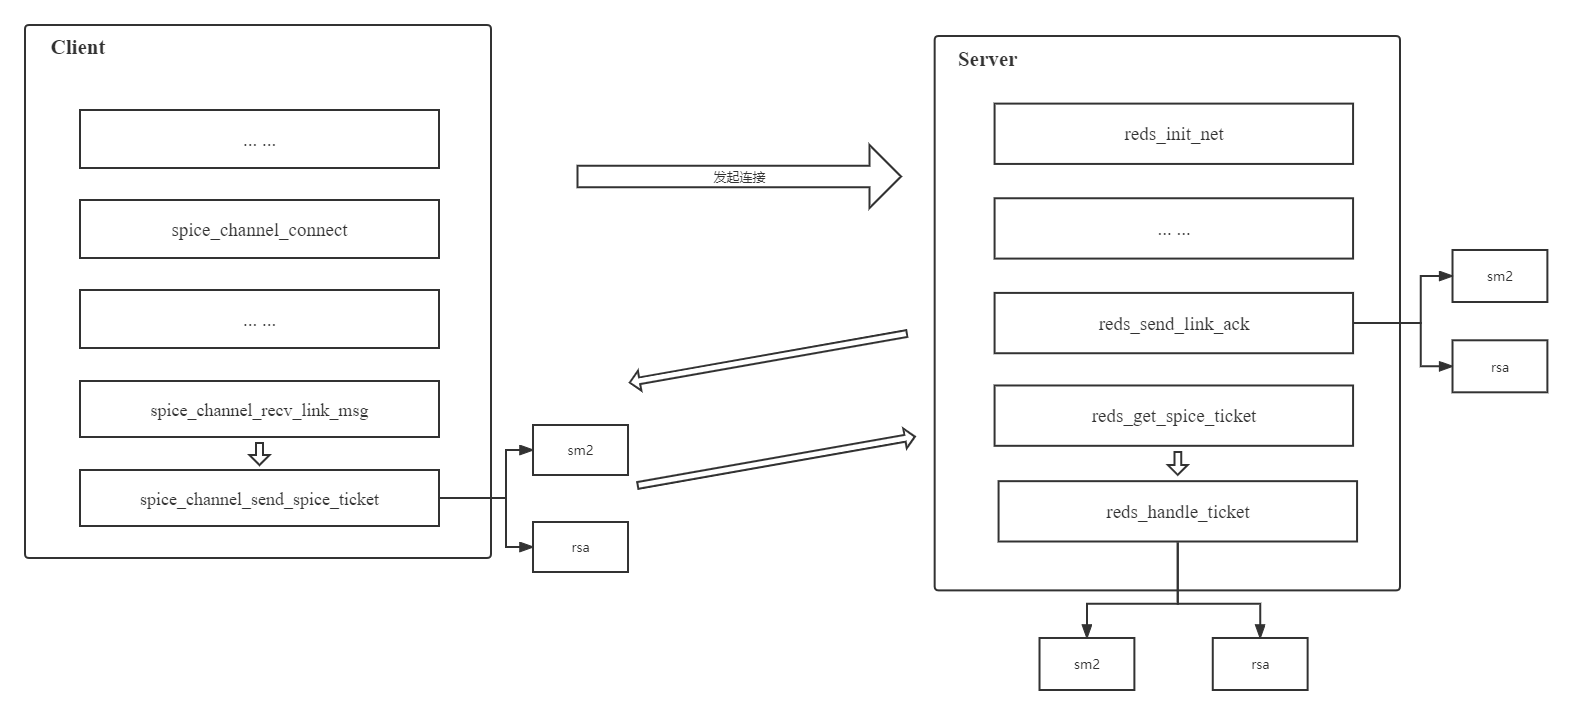 Client
... ...
spice_channel_connect
... ...
spice_channel_recv_link_msg
spice_channel_send_spice_ticket
sm2
rsa
发起连接
Server
reds_init_net
... ...
reds_send_link_ack
sm2
rsa
reds_get_spice_ticket
reds_handle_ticket
sm2
rsa